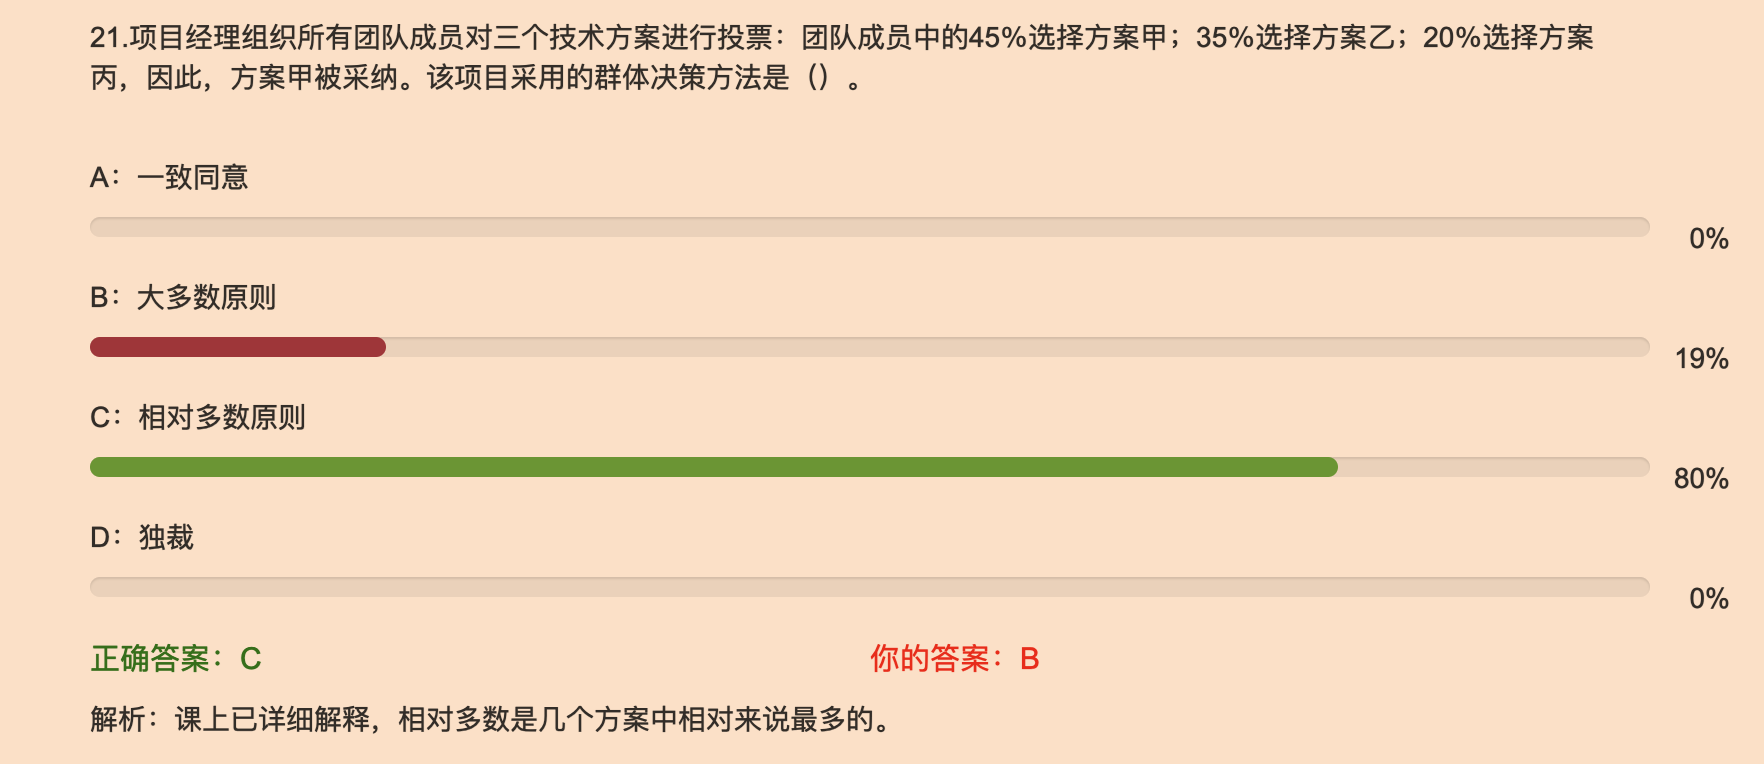 21.项目经理组织所有团队成员对三个技术方案进行投票：团队成员中的45%选择方案甲；35%选择方案乙；20%选择方案
丙，因此，方案甲被采纳。该项目采用的群体决策方法是（）。
A：一致同意
0%
B：大多数原则
19%
C：相对多数原则
80%
D：独裁
0%
正确答案：C 你的答案：B
解析：课上已详细解释，相对多数是几个方案中相对来说最多的。